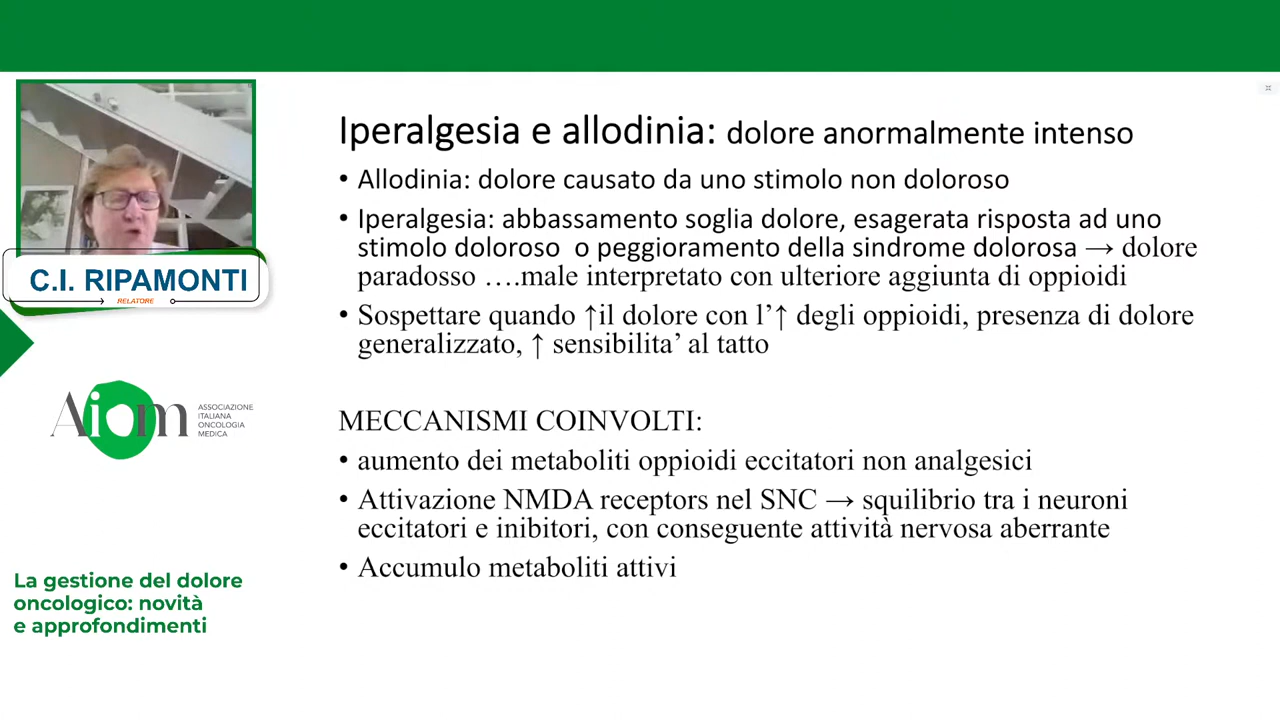 Iperalgesia e allodinia: dolore anormalmente intenso
• Allodinia: dolore causato da uno stimolo non doloroso
• Iperalgesia: abbassamento soglia dolore, esagerata risposta ad uno
stimolo doloroso o peggioramento della sindrome dolorosa → dolore
paradosso ….male interpretato con ulteriore aggiunta di oppioidi
• Sospettare quando ↑il dolore con l’↑ degli oppioidi, presenza di dolore
generalizzato, ↑ sensibilita’ al tatto
MECCANISMI COINVOLTI:
• aumento dei metaboliti oppioidi eccitatori non analgesici
• Attivazione NMDA receptors nel SNC → squilibrio tra i neuroni
eccitatori e inibitori, con conseguente attività nervosa aberrante
• Accumulo metaboliti attivi
C.I. RIPAMONTI
RELATORE
Aiom
ASSOCIAZIONE
ITALIANA
ONCOLOGIA
MEDICA
La gestione del dolore
oncologico: novità
e approfondimenti